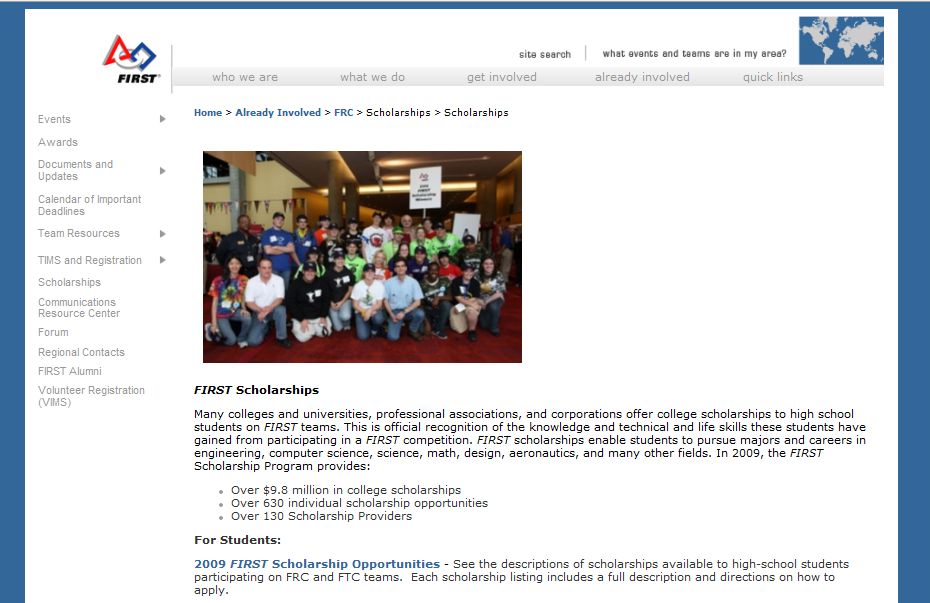 site search
what events and teams are in my area?
FIRST
who we are
what we do
get involved
already involved
quick links
Home > Already Involved > FRC > Scholarships > Scholarships
Events
Awards
Documents and
Updates
Calendar of Important
Deadlines
Team Resources
TIMS and Registration
Scholarships
Communications
Resource Center
Forum
Regional Contacts
FIRST Alumni
Volunteer Registration
(VIMS)
FIRST Scholarships
Many colleges and universities, professional associations, and corporations offer college scholarships to high school
students on FIRST teams. This is official recognition of the knowledge and technical and life skills these students have
gained from participating in a FIRST competition. FIRST scholarships enable students to pursue majors and careers in
engineering, computer science, science, math, design, aeronautics, and many other fields. In 2009, the FIRST
Scholarship Program provides:
Over $9.8 million in college scholarships
Over 630 individual scholarship opportunities
Over 130 Scholarship Providers
For Students:
2009 FIRST Scholarship Opportunities - See the descriptions of scholarships available to high-school students
participating on FRC and FTC teams. Each scholarship listing includes a full description and directions on how to
apply.